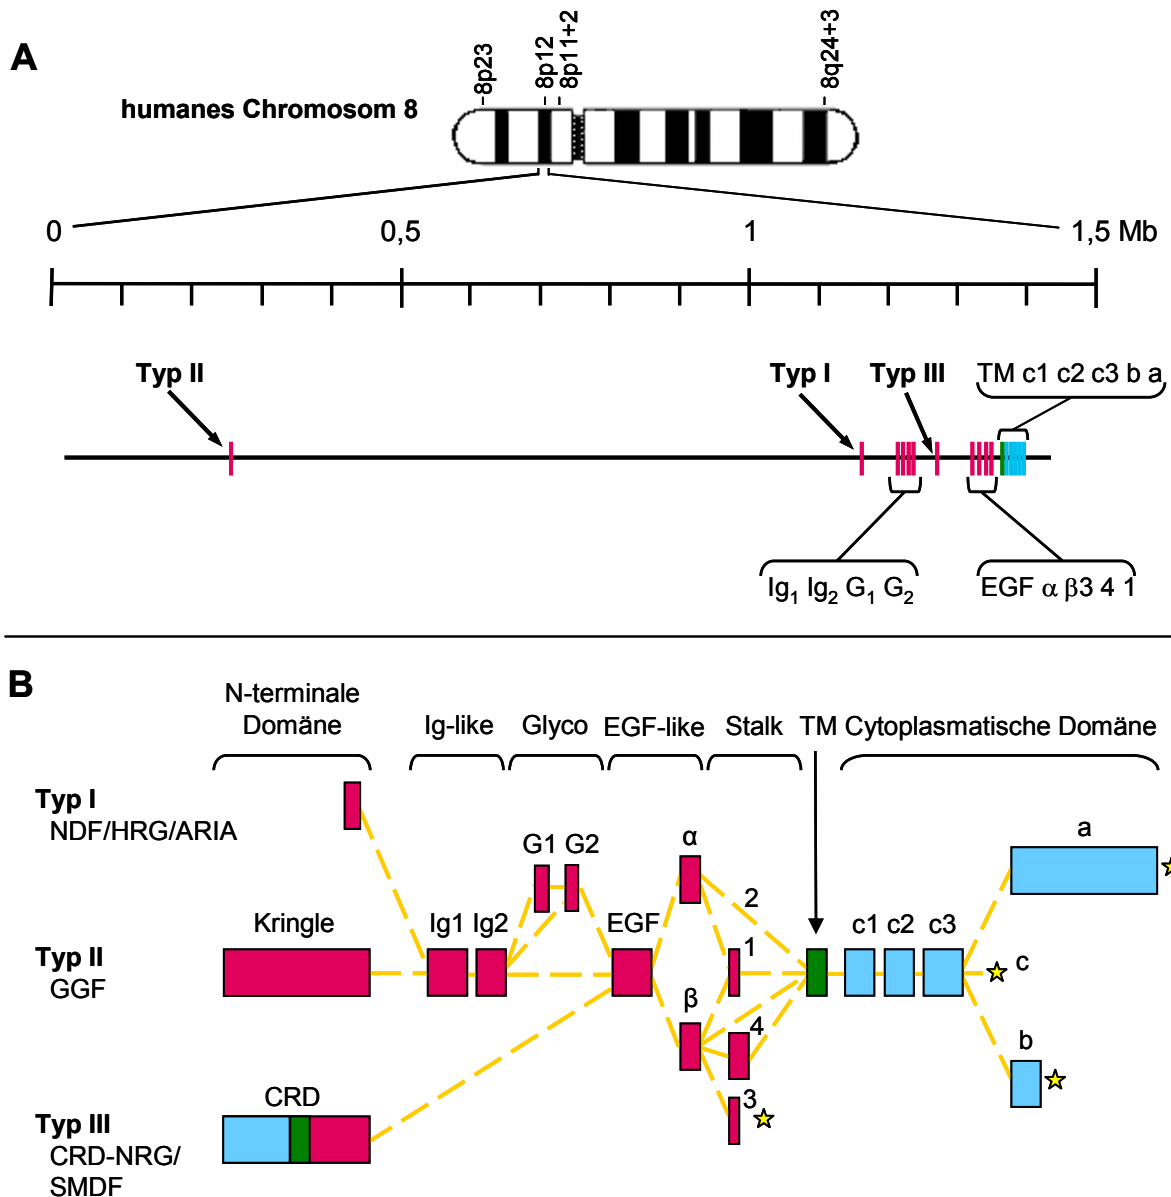 A
humanes Chromosom 8
8p23
8p12
8p11+2
8q24+3
0
0,5
1
1,5 Mb
Typ II
Typ I
Typ III
TM c1 c2 c3 b a
Ig1 Ig2 G1 G2
EGF α β3 4 1
B
N-terminale
Domäne
Ig-like
Glyco
EGF-like
Stalk
TM
Cytoplasmatische Domäne
Typ I
NDF/HRG/ARIA
G1
G2
α
2
a
Kringle
Ig1
Ig2
EGF
1
c1
c2
c3
Typ II
GGF
c
β
4
b
3
CRD
Typ III
CRD-NRG/
SMDF